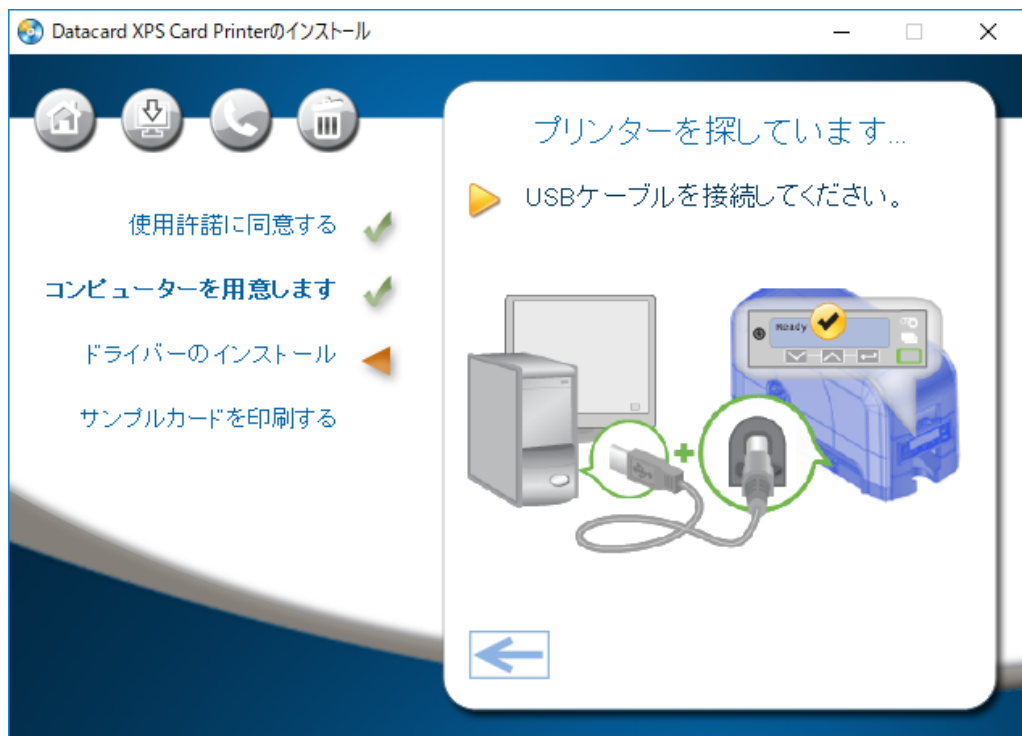 Datacard XPS Card Printerのインストール
プリンターを探しています...
USBケーブルを接続してください。
使用許諾に同意する
コンピューターを用意します
ドライバーのインストール
サンプルカードを印刷する
Ready